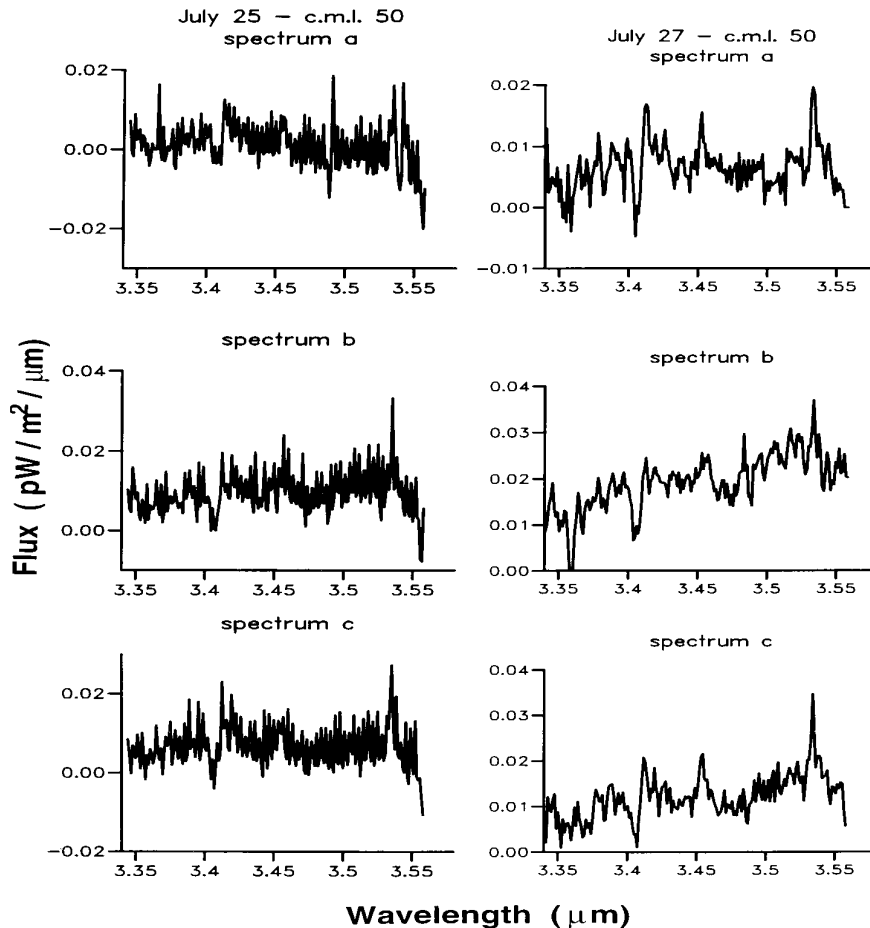 July 25 – c.m.l. 50
spectrum a
0.02
0.00
−0.02
3.35 3.4 3.45 3.5 3.55
July 27 – c.m.l. 50
spectrum a
0.02
0.01
0.00
−0.01
3.35 3.4 3.45 3.5 3.55
spectrum b
0.04
0.02
0.00
3.35 3.4 3.45 3.5 3.55
spectrum b
0.04
0.03
0.02
0.01
0.00
3.35 3.4 3.45 3.5 3.55
spectrum c
0.02
0.00
−0.02
3.35 3.4 3.45 3.5 3.55
spectrum c
0.04
0.03
0.02
0.01
0.00
3.35 3.4 3.45 3.5 3.55
Flux ( pW / m² / μm)
Wavelength (μm)